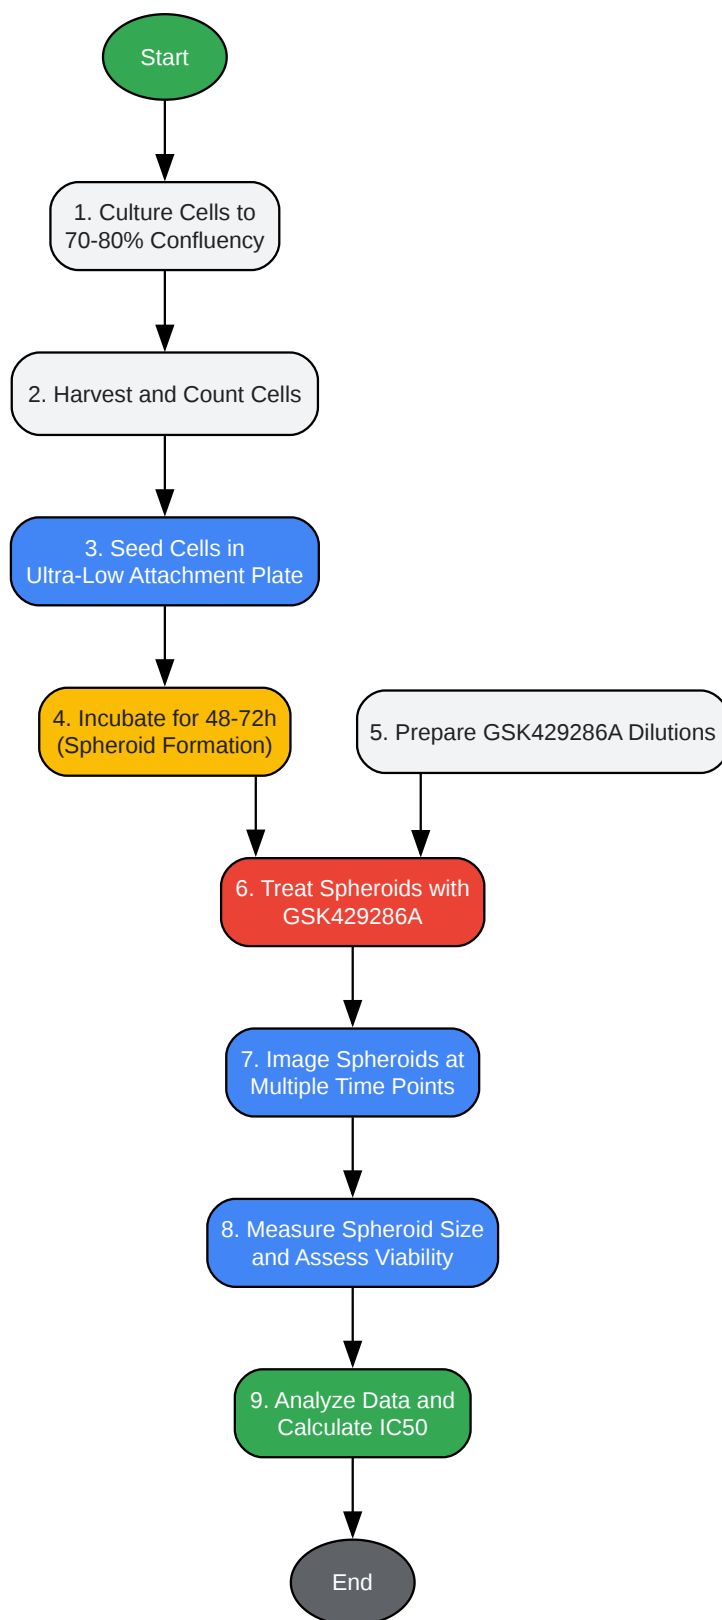 Start
1. Culture Cells to
70-80% Confluency
2. Harvest and Count Cells
3. Seed Cells in
Ultra-Low Attachment Plate
4. Incubate for 48-72h
(Spheroid Formation)
5. Prepare GSK429286A Dilutions
6. Treat Spheroids with
GSK429286A
7. Image Spheroids at
Multiple Time Points
8. Measure Spheroid Size
and Assess Viability
9. Analyze Data and
Calculate IC50
End